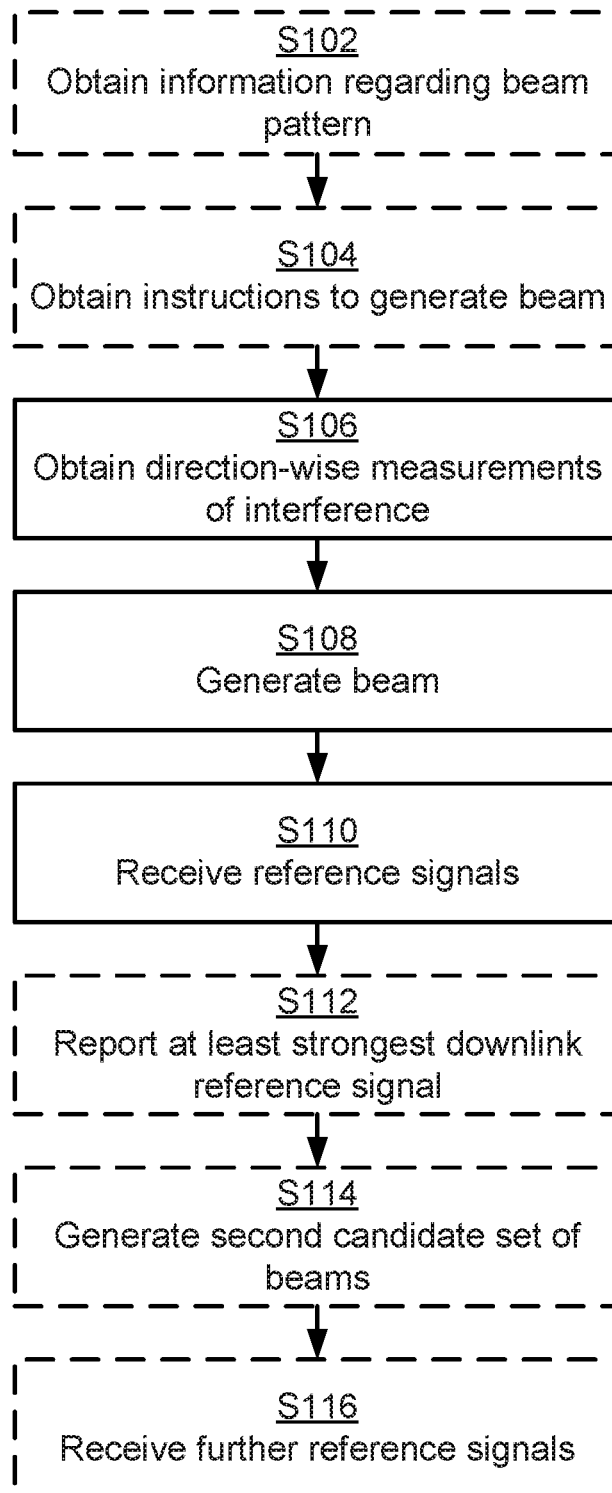 S102
Obtain information regarding beam
pattern
S104
Obtain instructions to generate beam
S106
Obtain direction-wise measurements
of interference
S108
Generate beam
S110
Receive reference signals
S112
Report at least strongest downlink
reference signal
S114
Generate second candidate set of
beams
S116
Receive further reference signals